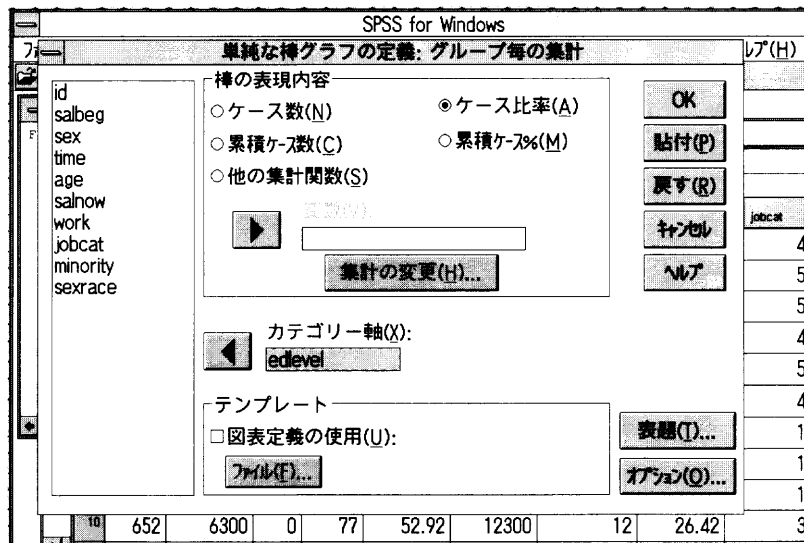 SPSS for Windows
単純な棒グラフの定義: グループ毎の集計
ルプ(H)
id
salbeg
sex
time
age
salnow
work
jobcat
minority
sexrace
棒の表現内容
ケース数(N)
ケース比率(A)
累積ケース数(C)
累積ケース%(M)
他の集計関数(S)
変数(V):
集計の変更(H)...
カテゴリー軸(X):
edlevel
テンプレート
図表定義の使用(U):
ファイル(F)...
OK
貼付(P)
戻す(R)
キャンセル
ヘルプ
表題(T)...
オプション(O)...
jobcat
4
5
5
4
5
4
1
1
1
10 652 6300 0 77 52.92 12300 12 26.42 3